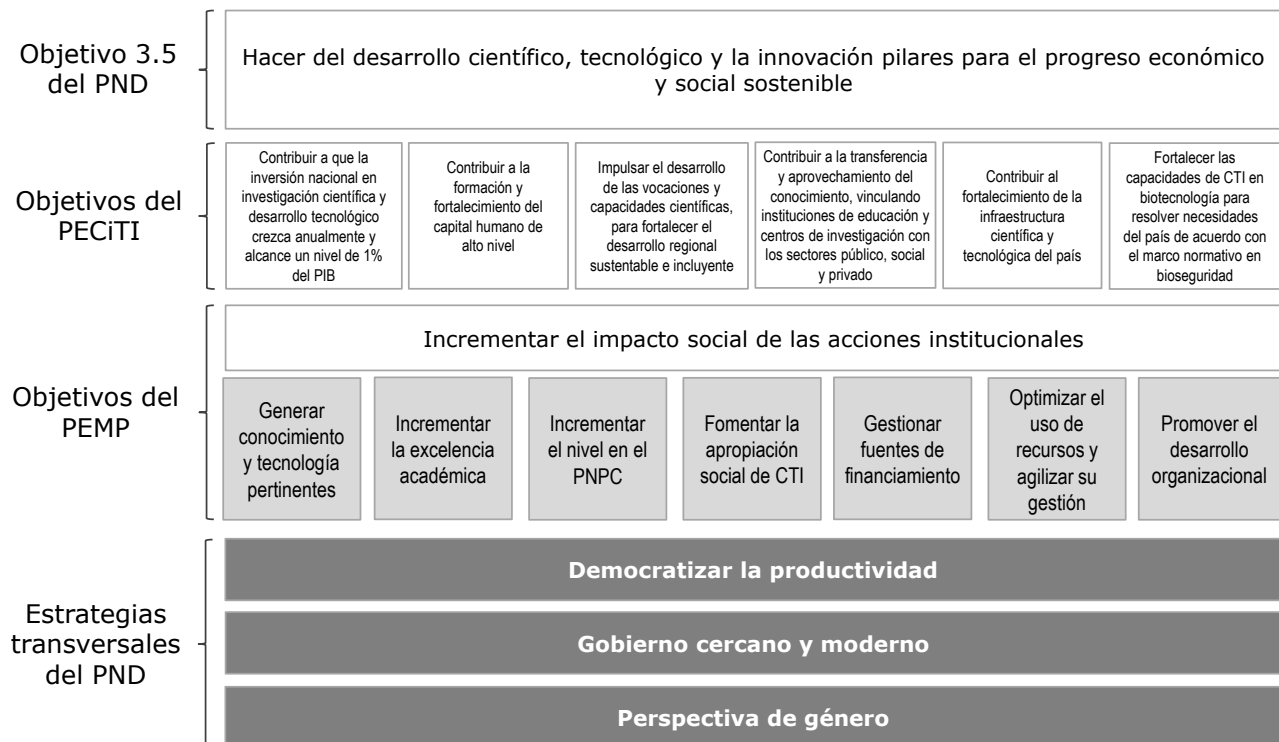 Objetivo 3.5
del PND
Hacer del desarrollo científico, tecnológico y la innovación pilares para el progreso económico
y social sostenible
Objetivos del
PECiTI
Contribuir a que la
inversión nacional en
investigación científica y
desarrollo tecnológico
crezca anualmente y
alcance un nivel de 1%
del PIB
Contribuir a la
formación y
fortalecimiento del
capital humano de
alto nivel
Impulsar el desarrollo
de las vocaciones y
capacidades científicas,
para fortalecer el
desarrollo regional
sustentable e incluyente
Contribuir a la transferencia
y aprovechamiento del
conocimiento, vinculando
instituciones de educación y
centros de investigación con
los sectores público, social
y privado
Contribuir al
fortalecimiento de la
infraestructura
científica y
tecnológica del país
Fortalecer las
capacidades de CTI en
biotecnología para
resolver necesidades
del país de acuerdo con
el marco normativo en
bioseguridad
Objetivos del
PEMP
Incrementar el impacto social de las acciones institucionales
Generar
conocimiento
y tecnología
pertinentes
Incrementar
la excelencia
académica
Incrementar
el nivel en el
PNPC
Fomentar la
apropiación
social de CTI
Gestionar
fuentes de
financiamiento
Optimizar el
uso de
recursos y
agilizar su
gestión
Promover el
desarrollo
organizacional
Estrategias
transversales
del PND
Democratizar la productividad
Gobierno cercano y moderno
Perspectiva de género